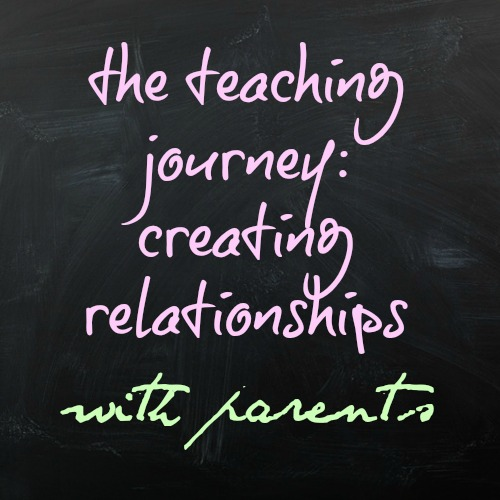 the teaching
journey:
creating
relationships
with parents